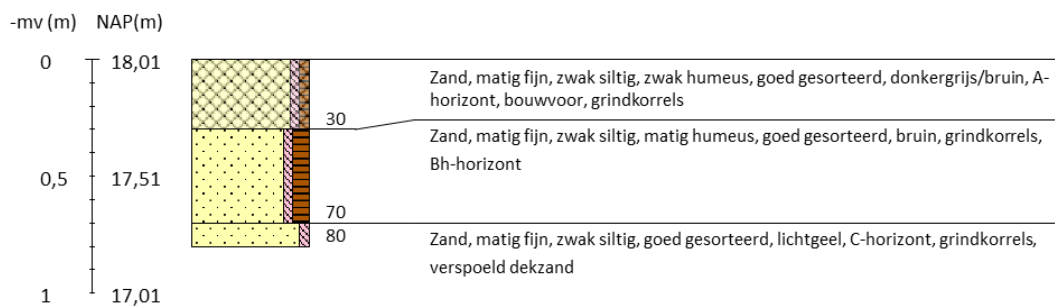 -mv (m) NAP(m)
0 18,01
Zand, matig fijn, zwak siltig, zwak humeus, goed gesorteerd, donkergrijs/bruin, A-
horizont, bouwvoor, grindkorrels
30
Zand, matig fijn, zwak siltig, matig humeus, goed gesorteerd, bruin, grindkorrels,
Bh-horizont
0,5 17,51
70
80
Zand, matig fijn, zwak siltig, goed gesorteerd, lichtgeel, C-horizont, grindkorrels,
verspoeld dekzand
1 17,01